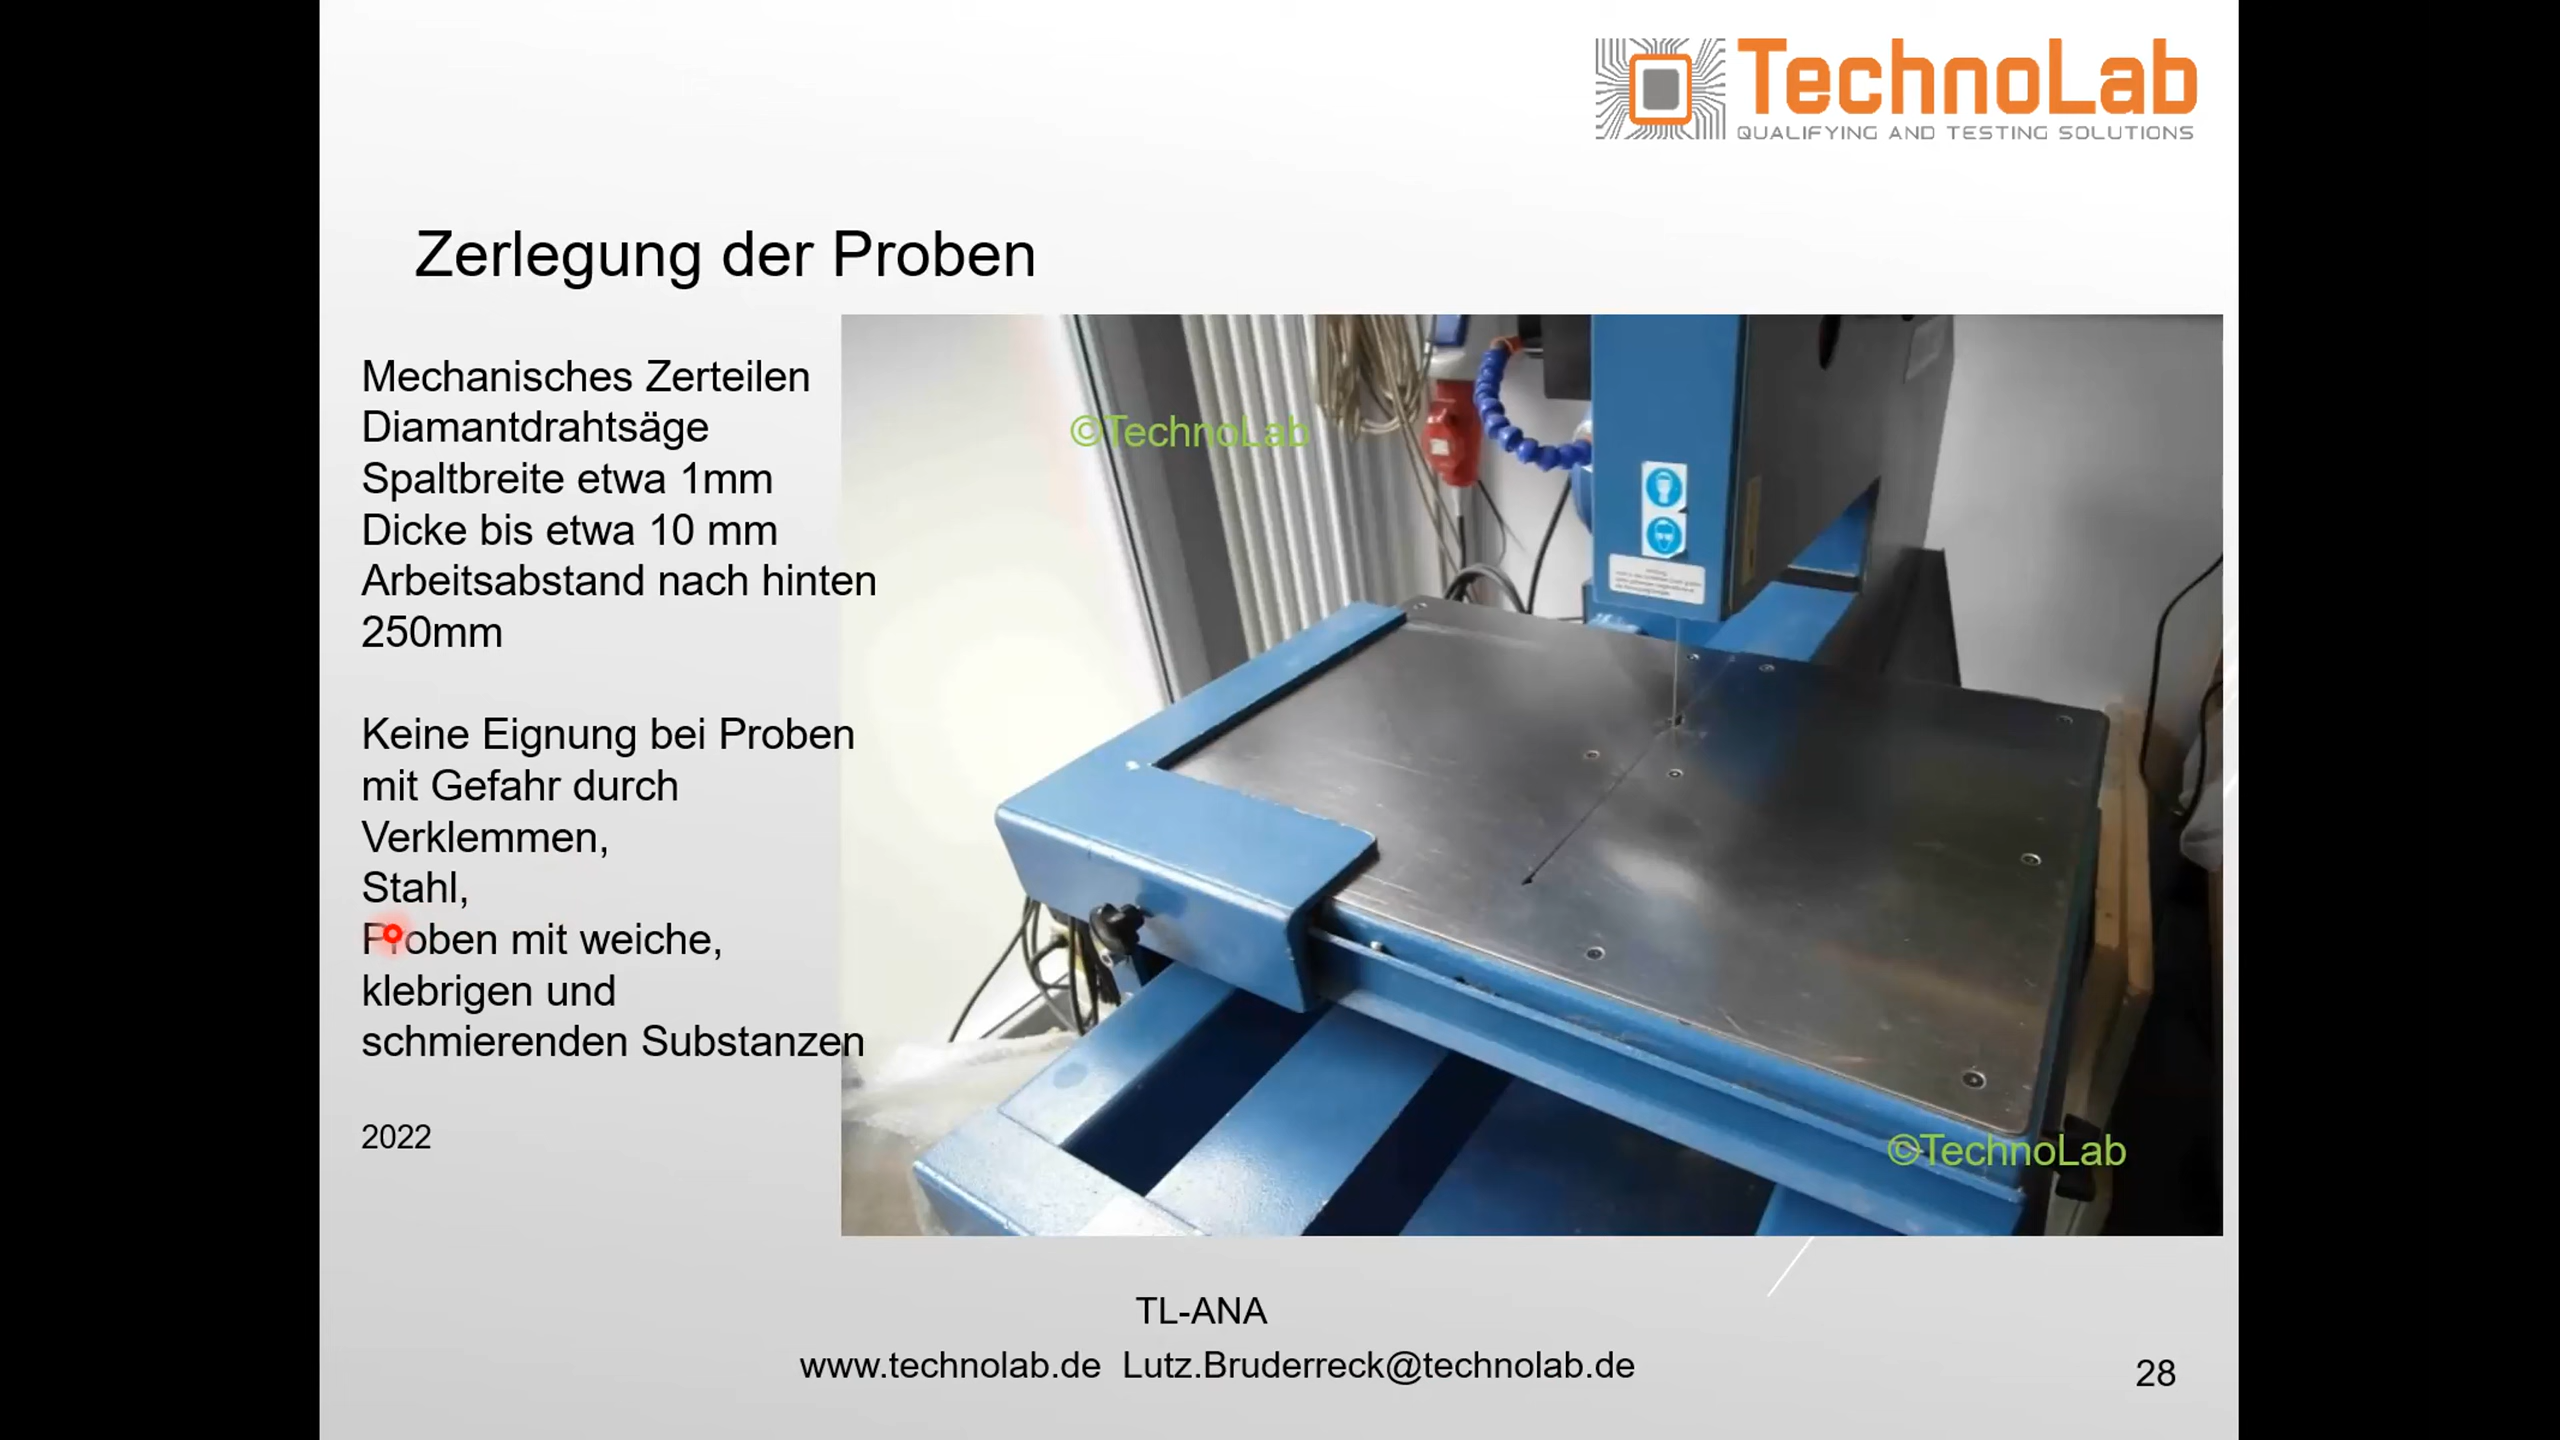 TechnoLab
QUALIFYING AND TESTING SOLUTIONS
Zerlegung der Proben
Mechanisches Zerteilen
Diamantdrahtsäge
Spaltbreite etwa 1mm
Dicke bis etwa 10 mm
Arbeitsabstand nach hinten
250mm
Keine Eignung bei Proben
mit Gefahr durch
Verklemmen,
Stahl,
Proben mit weiche,
klebrigen und
schmierenden Substanzen
2022
©TechnoLab
©TechnoLab
TL-ANA
www.technolab.de Lutz.Bruderreck@technolab.de
28